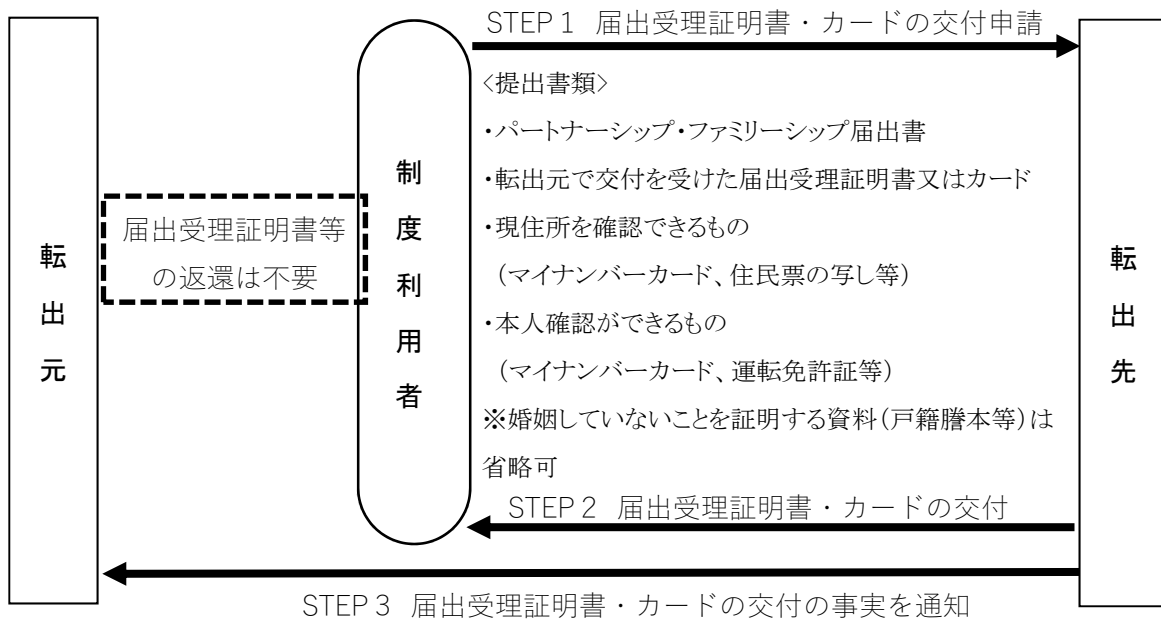 STEP 1 届出受理証明書・カードの交付申請
<提出書類>
・パートナーシップ・ファミリーシップ届出書
・転出元で交付を受けた届出受理証明書又はカード
・現住所を確認できるもの
(マイナンバーカード、住民票の写し等)
・本人確認ができるもの
(マイナンバーカード、運転免許証等)
※婚姻していないことを証明する資料(戸籍謄本等)は
省略可
転出元
届出受理証明書等
の返還は不要
制度利用者
転出先
STEP 2 届出受理証明書・カードの交付
STEP 3 届出受理証明書・カードの交付の事実を通知